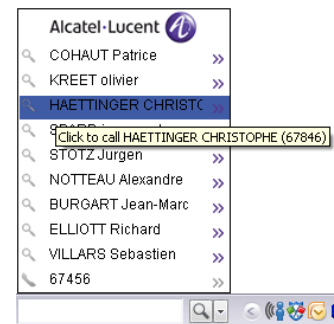 Alcatel·Lucent
COHAUT Patrice
KREET olivier
HAETTINGER CHRISTC
Click to call HAETTINGER CHRISTOPHE (67846)
STOTZ Jurgen
NOTTEAU Alexandre
BURGART Jean-Marc
ELLIOTT Richard
VILLARS Sebastien
67456